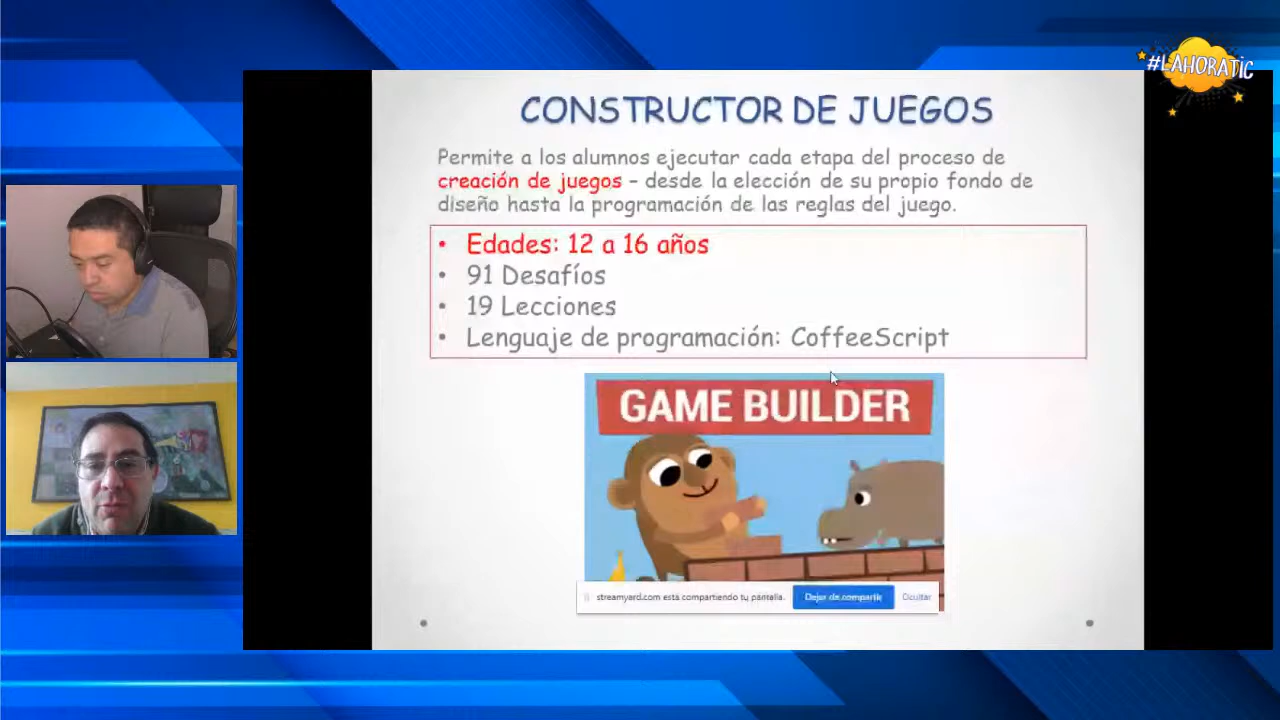 #LAHORATIC
CONSTRUCTOR DE JUEGOS
Permite a los alumnos ejecutar cada etapa del proceso de
creación de juegos – desde la elección de su propio fondo de
diseño hasta la programación de las reglas del juego.
• Edades: 12 a 16 años
• 91 Desafíos
• 19 Lecciones
• Lenguaje de programación: CoffeeScript
GAME BUILDER
streamyard.com está compartiendo tu pantalla.
Dejar de compartir
Ocultar